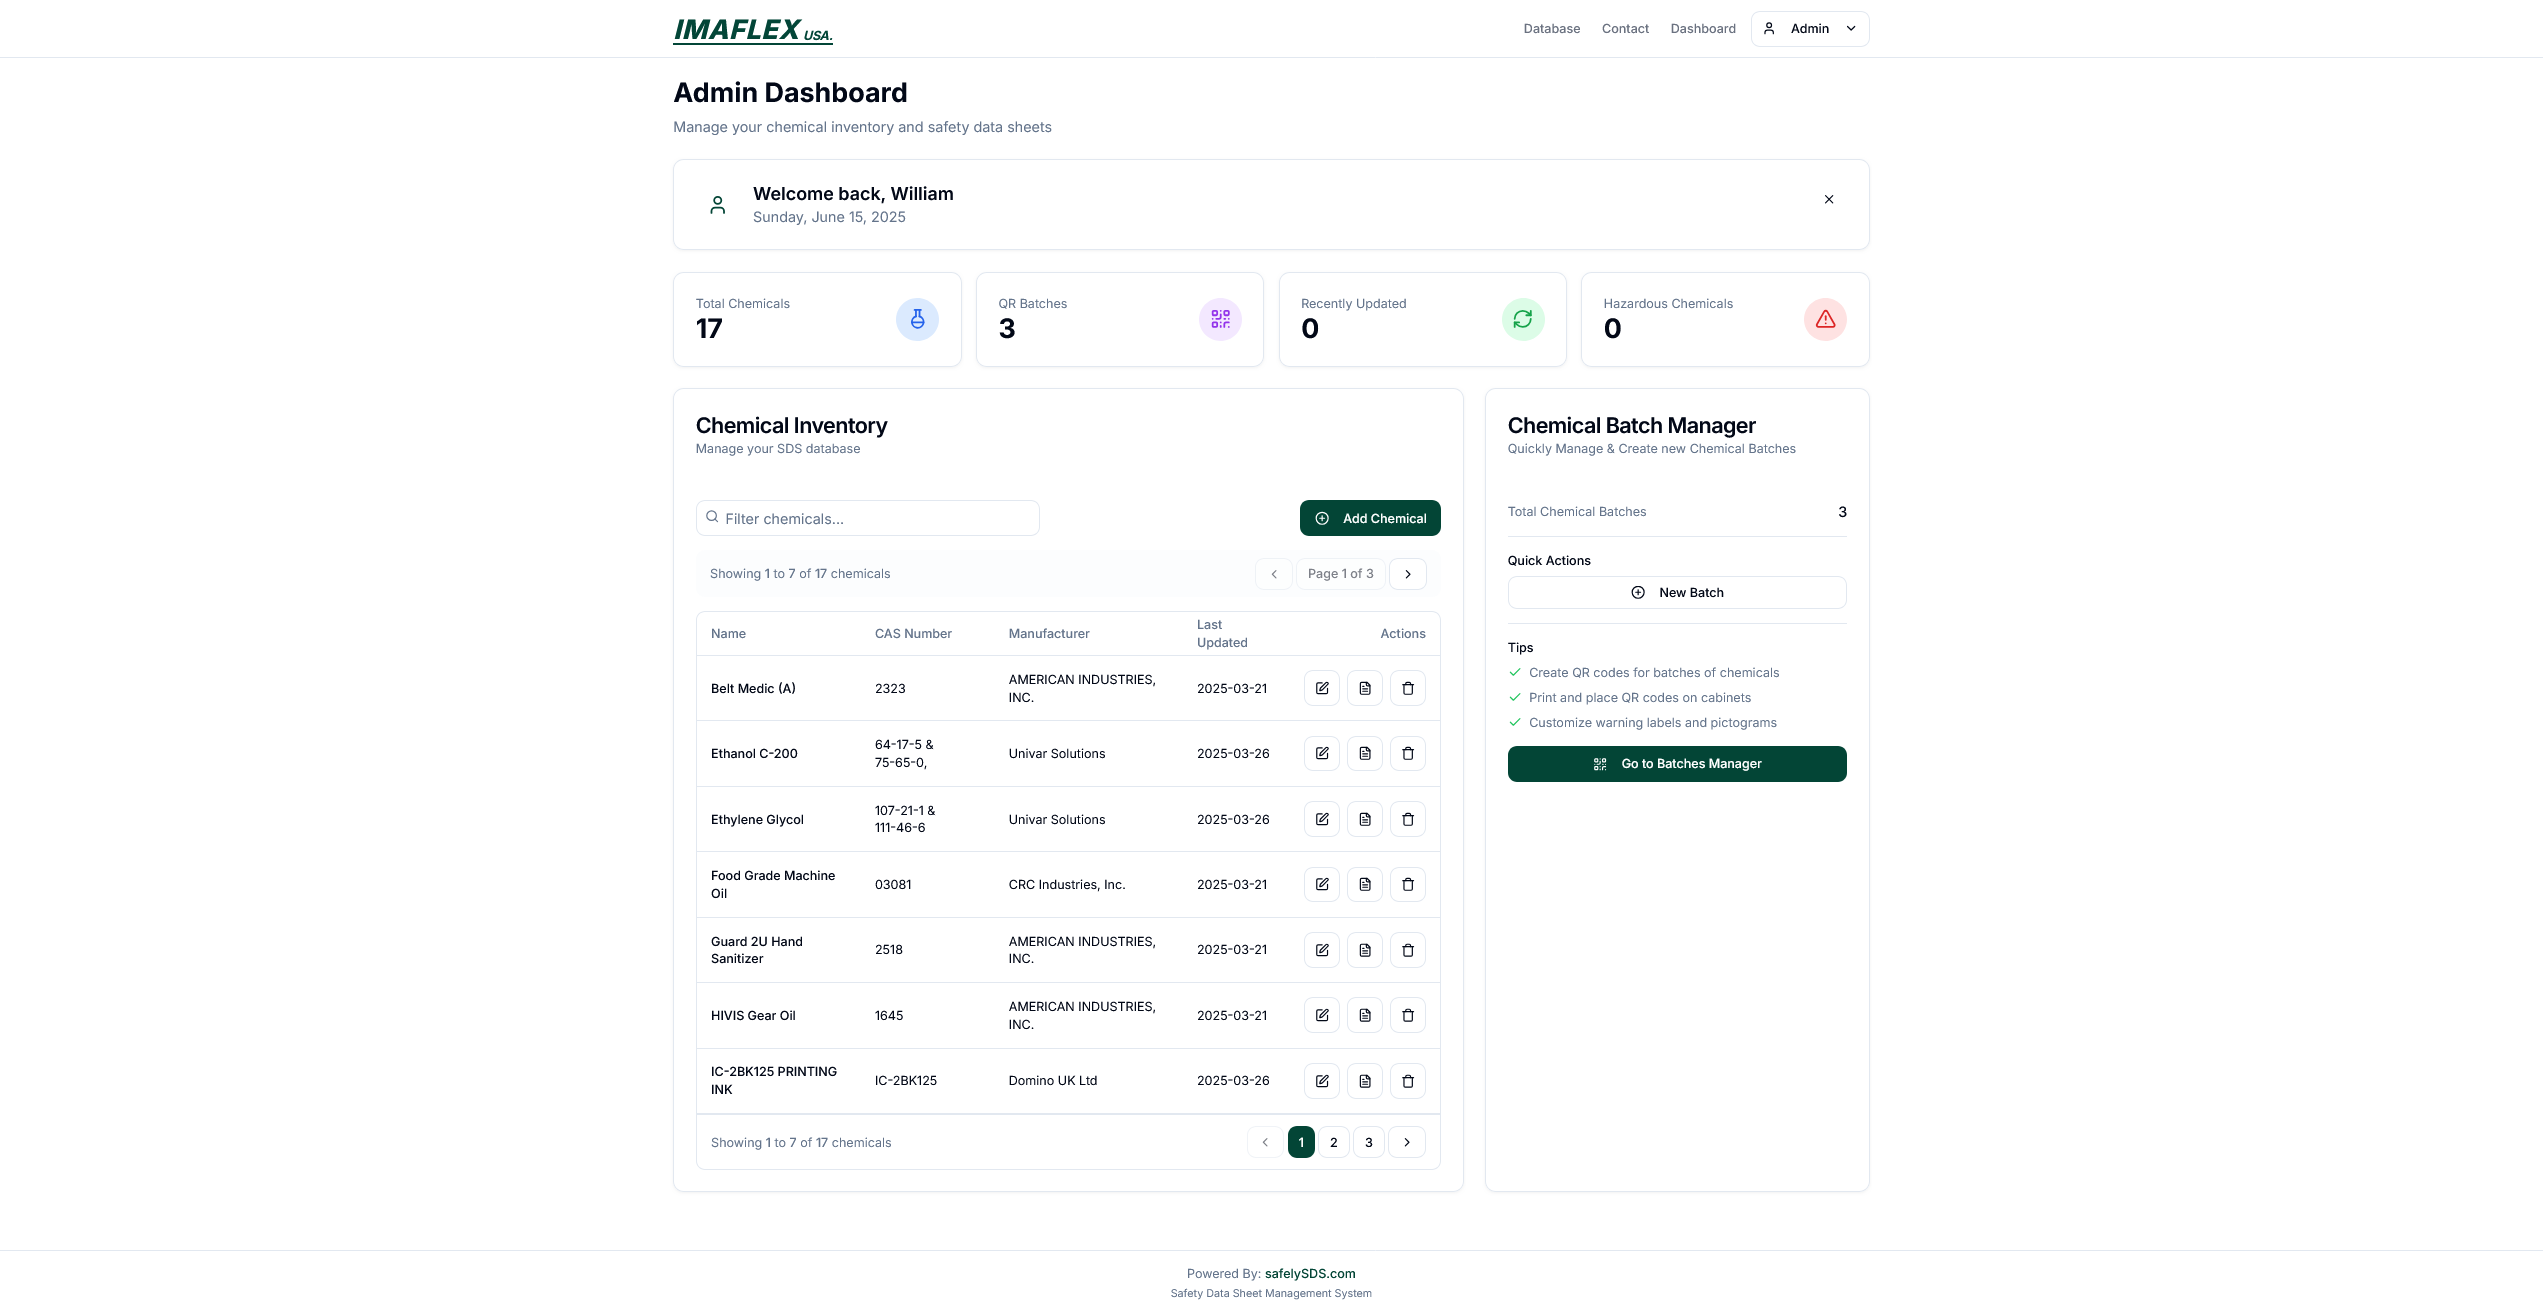 IMAFLEX USA.
Database
Contact
Dashboard
Admin
Admin Dashboard
Manage your chemical inventory and safety data sheets
Welcome back, William
Sunday, June 15, 2025
Total Chemicals
17
QR Batches
3
Recently Updated
0
Hazardous Chemicals
0
Chemical Inventory
Manage your SDS database
Filter chemicals...
Add Chemical
Showing 1 to 7 of 17 chemicals
Page 1 of 3
Name
CAS Number
Manufacturer
Last
Updated
Actions
Belt Medic (A)
2323
AMERICAN INDUSTRIES,
INC.
2025-03-21
Ethanol C-200
64-17-5 &
75-65-0,
Univar Solutions
2025-03-26
Ethylene Glycol
107-21-1 &
111-46-6
Univar Solutions
2025-03-26
Food Grade Machine
Oil
03081
CRC Industries, Inc.
2025-03-21
Guard 2U Hand
Sanitizer
2518
AMERICAN INDUSTRIES,
INC.
2025-03-21
HIVIS Gear Oil
1645
AMERICAN INDUSTRIES,
INC.
2025-03-21
IC-2BK125 PRINTING
INK
IC-2BK125
Domino UK Ltd
2025-03-26
Showing 1 to 7 of 17 chemicals
1
2
3
Chemical Batch Manager
Quickly Manage & Create new Chemical Batches
Total Chemical Batches
3
Quick Actions
New Batch
Tips
Create QR codes for batches of chemicals
Print and place QR codes on cabinets
Customize warning labels and pictograms
Go to Batches Manager
Powered By: safelySDS.com
Safety Data Sheet Management System